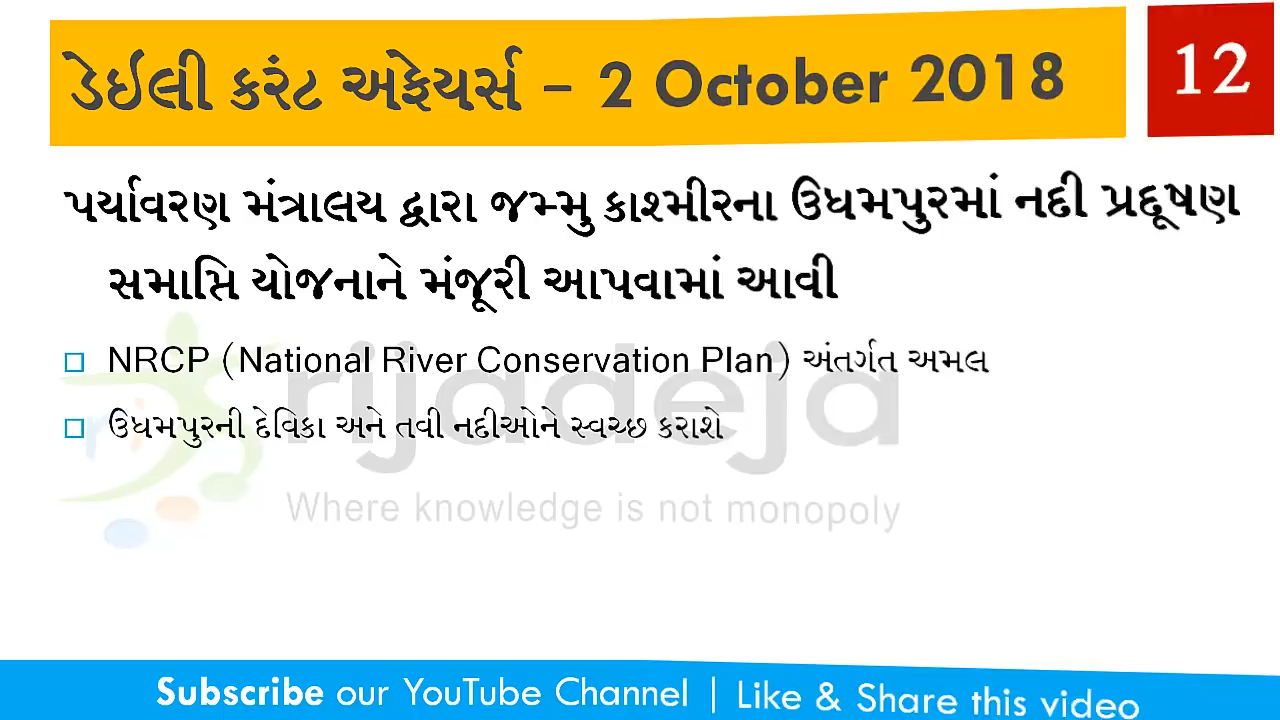 ડેઈલી કરંટ અફેયર્સ – 2 October 2018
12
પર્યાવરણ મંત્રાલય દ્વારા જમ્મુ કાશ્મીરના ઉધમપુરમાં નદી પ્રદૂષણ
સમાપ્તિ યોજનાને મંજૂરી આપવામાં આવી
NRCP (National River Conservation Plan) અંતર્ગત અમલ
ઉધમપુરની દેવિકા અને તવી નદીઓને સ્વચ્છ કરાશે
rijadeja
Where knowledge is not monopoly
Subscribe our YouTube Channel | Like & Share this video